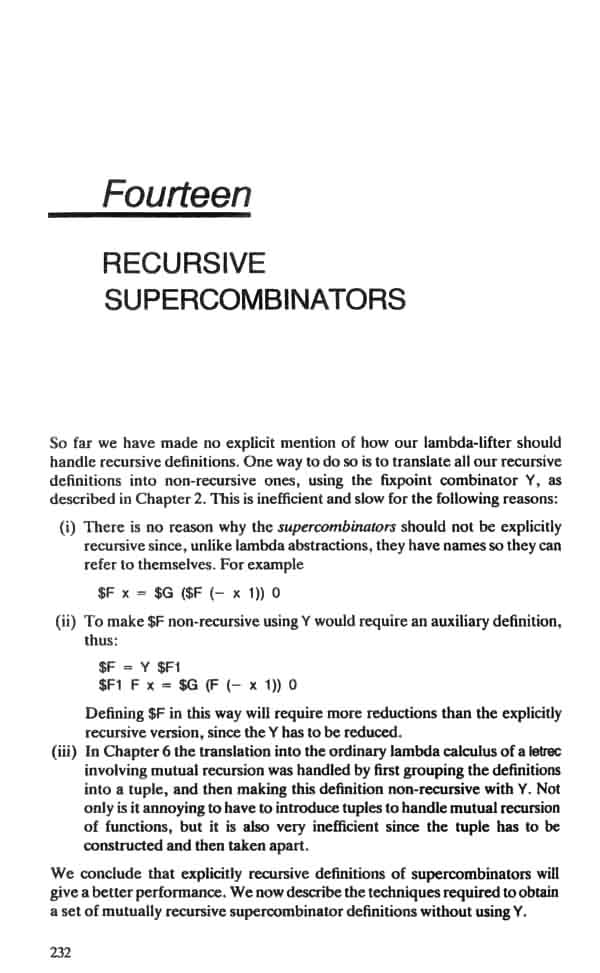 Fourteen
RECURSIVE
SUPERCOMBINATORS
So far we have made no explicit mention of how our lambda-lifter should
handle recursive definitions. One way to do so is to translate all our recursive
definitions into non-recursive ones, using the fixpoint combinator Y, as
described in Chapter 2. This is inefficient and slow for the following reasons:
(i) There is no reason why the supercombinators should not be explicitly
recursive since, unlike lambda abstractions, they have names so they can
refer to themselves. For example
$F x = $G ($F (− x 1)) 0
(ii) To make $F non-recursive using Y would require an auxiliary definition,
thus:
$F = Y $F1
$F1 F x = $G (F (− x 1)) 0
Defining $F in this way will require more reductions than the explicitly
recursive version, since the Y has to be reduced.
(iii) In Chapter 6 the translation into the ordinary lambda calculus of a letrec
involving mutual recursion was handled by first grouping the definitions
into a tuple, and then making this definition non-recursive with Y. Not
only is it annoying to have to introduce tuples to handle mutual recursion
of functions, but it is also very inefficient since the tuple has to be
constructed and then taken apart.
We conclude that explicitly recursive definitions of supercombinators will
give a better performance. We now describe the techniques required to obtain
a set of mutually recursive supercombinator definitions without using Y.
232